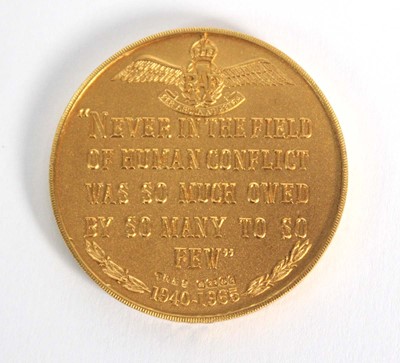 "NEVER IN THE FIELD
OF HUMAN CONFLICT
WAS SO MUCH OWED
BY SO MANY TO SO
FEW"
1940-1965